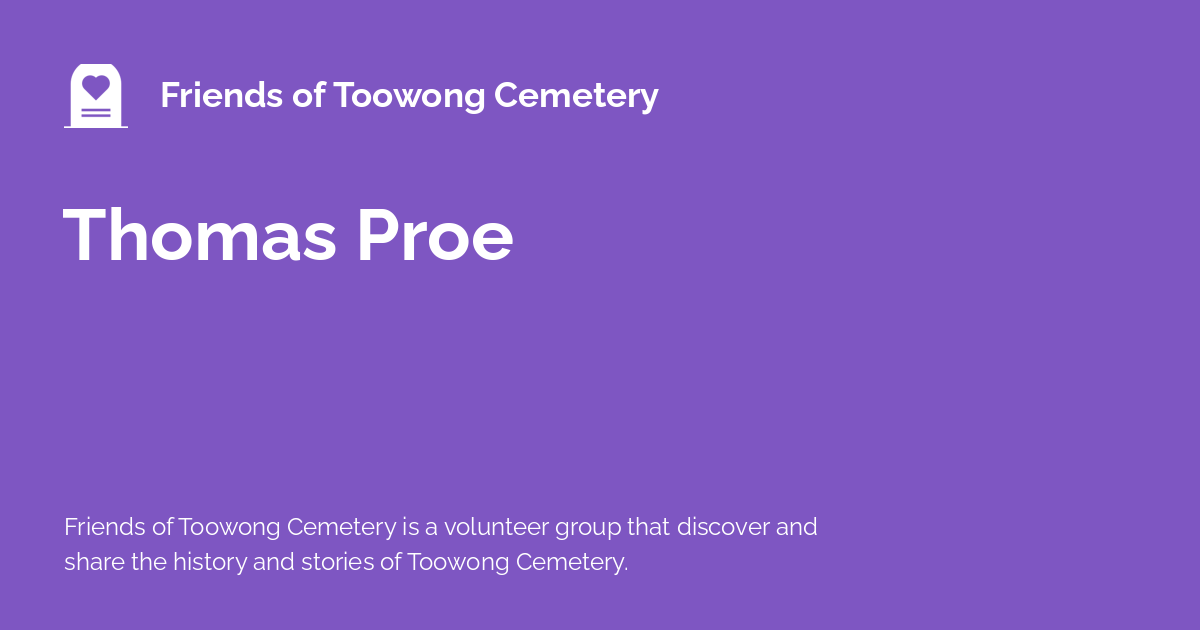 Friends of Toowong Cemetery
Thomas Proe
Friends of Toowong Cemetery is a volunteer group that discover and
share the history and stories of Toowong Cemetery.